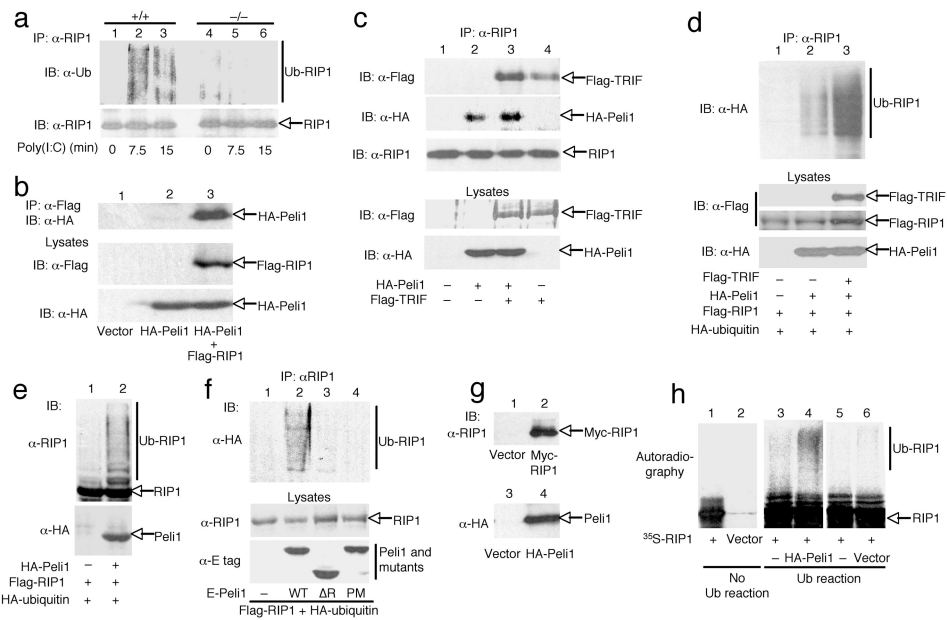 a
+/+ –/–
1 2 3 4 5 6
IP: α-RIP1
IB: α-Ub
Ub-RIP1
IB: α-RIP1
RIP1
Poly(I:C) (min) 0 7.5 15 0 7.5 15
b
1 2 3
IP: α-Flag
IB: α-HA
HA-Peli1
Lysates
IB: α-Flag
Flag-RIP1
IB: α-HA
HA-Peli1
Vector HA-Peli1 HA-Peli1
+
Flag-RIP1
c
IP: α-RIP1
1 2 3 4
IB: α-Flag
Flag-TRIF
IB: α-HA
HA-Peli1
IB: α-RIP1
RIP1
Lysates
IB: α-Flag
Flag-TRIF
IB: α-HA
HA-Peli1
HA-Peli1 – + + –
Flag-TRIF – – + +
d
IP: α-RIP1
1 2 3
IB: α-HA
Ub-RIP1
Lysates
Flag-TRIF
IB: α-Flag
Flag-RIP1
IB: α-HA
HA-Peli1
Flag-TRIF – – +
HA-Peli1 – + +
Flag-RIP1 + + +
HA-ubiquitin + + +
e
1 2
IB:
α-RIP1
Ub-RIP1
RIP1
α-HA
Peli1
HA-Peli1 – +
Flag-RIP1 + +
HA-ubiquitin + +
f
IP: αRIP1
1 2 3 4
IB:
α-HA
Ub-RIP1
Lysates
α-RIP1
RIP1
α-E tag
Peli1 and
mutants
E-Peli1 – WT ΔR PM
Flag-RIP1 + HA-ubiquitin
g
1 2
IB:
α-RIP1
Myc-RIP1
Vector Myc-
RIP1
3 4
α-HA
Peli1
Vector HA-Peli1
h
1 2 3 4 5 6
Autoradio-
graphy
Ub-RIP1
RIP1
³⁵S-RIP1 + Vector + + + +
– HA-Peli1 – Vector
No
Ub reaction
Ub reaction